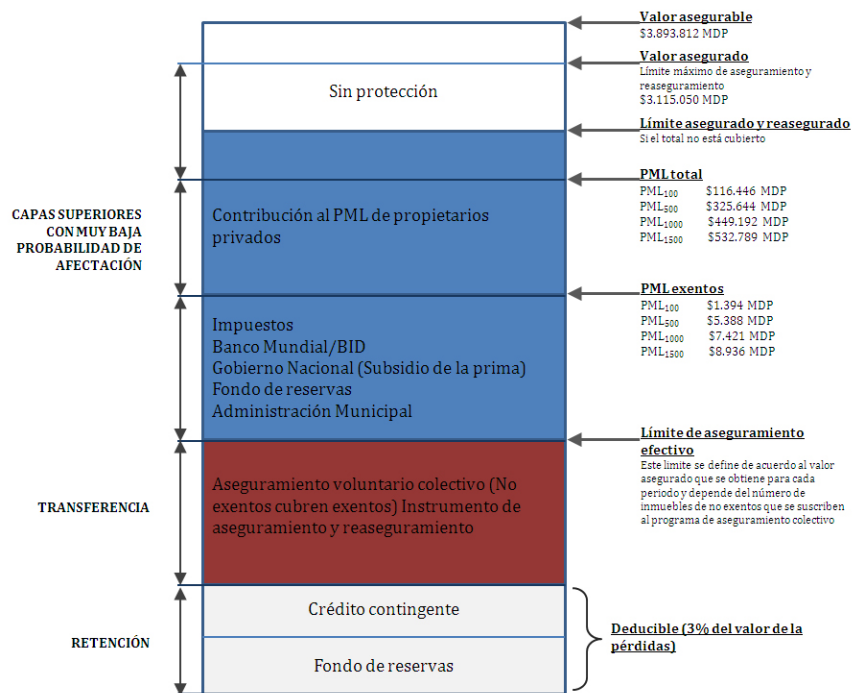 Valor asegurable
$3.893.812 MDP
Valor asegurado
Límite máximo de aseguramiento y
reaseguramiento
$3.115.050 MDP
Sin protección
Límite asegurado y reasegurado
Si el total no está cubierto
PML total
PML100 $116.446 MDP
PML500 $325.644 MDP
PML1000 $449.192 MDP
PML1500 $532.789 MDP
CAPAS SUPERIORES
CON MUY BAJA
PROBABILIDAD DE
AFECTACIÓN
Contribución al PML de propietarios
privados
PML exentos
PML100 $1.394 MDP
PML500 $5.388 MDP
PML1000 $7.421 MDP
PML1500 $8.936 MDP
Impuestos
Banco Mundial/BID
Gobierno Nacional (Subsidio de la prima)
Fondo de reservas
Administración Municipal
Límite de aseguramiento
efectivo
Este límite se define de acuerdo al valor
asegurado que se obtiene para cada
periodo y depende del número de
inmuebles de no exentos que se suscriben
al programa de aseguramiento colectivo
TRANSFERENCIA
Aseguramiento voluntario colectivo (No
exentos cubren exentos) Instrumento de
aseguramiento y reaseguramiento
RETENCIÓN
Crédito contingente
Fondo de reservas
Deducible (3% del valor de la
pérdidas)